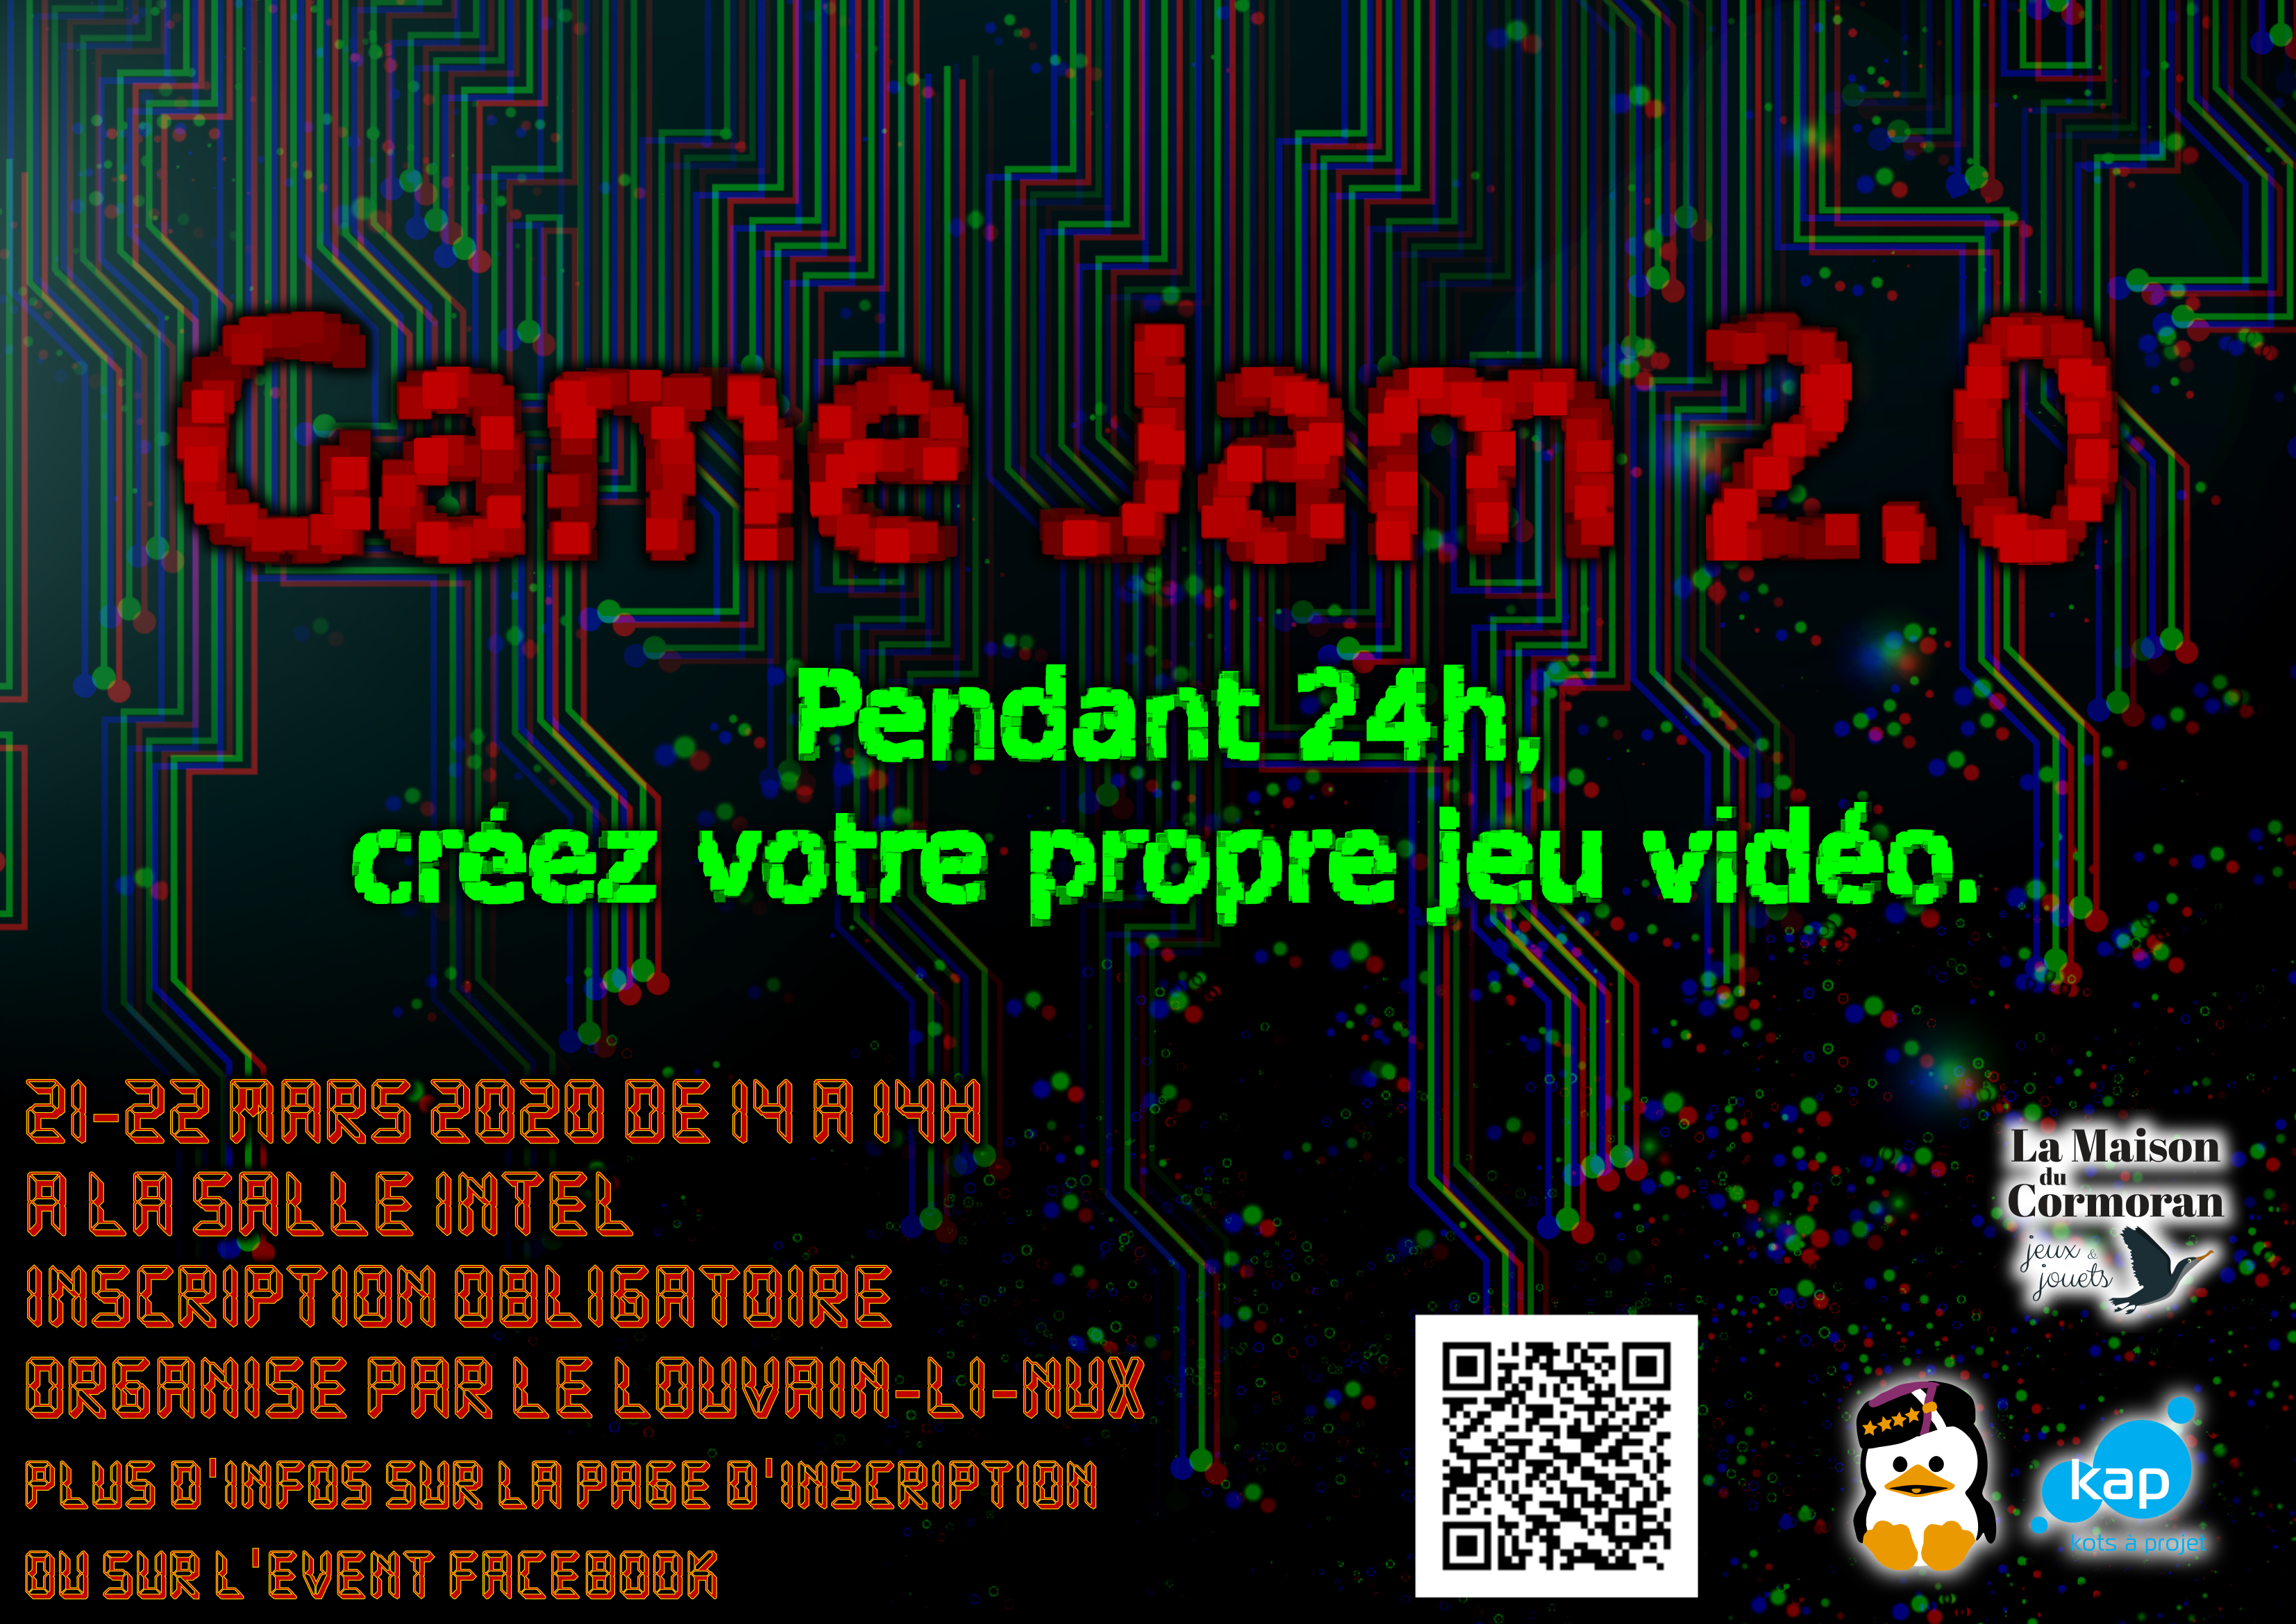 Game Jam 2.0
Pendant 24h,
créez votre propre jeu vidéo.
21-22 MARS 2020 DE 14 A 14H
A LA SALLE INTEL
INSCRIPTION OBLIGATOIRE
ORGANISE PAR LE LOUVAIN-LI-NUX
PLUS D'INFOS SUR LA PAGE D'INSCRIPTION
OU SUR L'EVENT FACEBOOK
La Maison
du
Cormoran
jeux &
jouets
kap
kots à projet